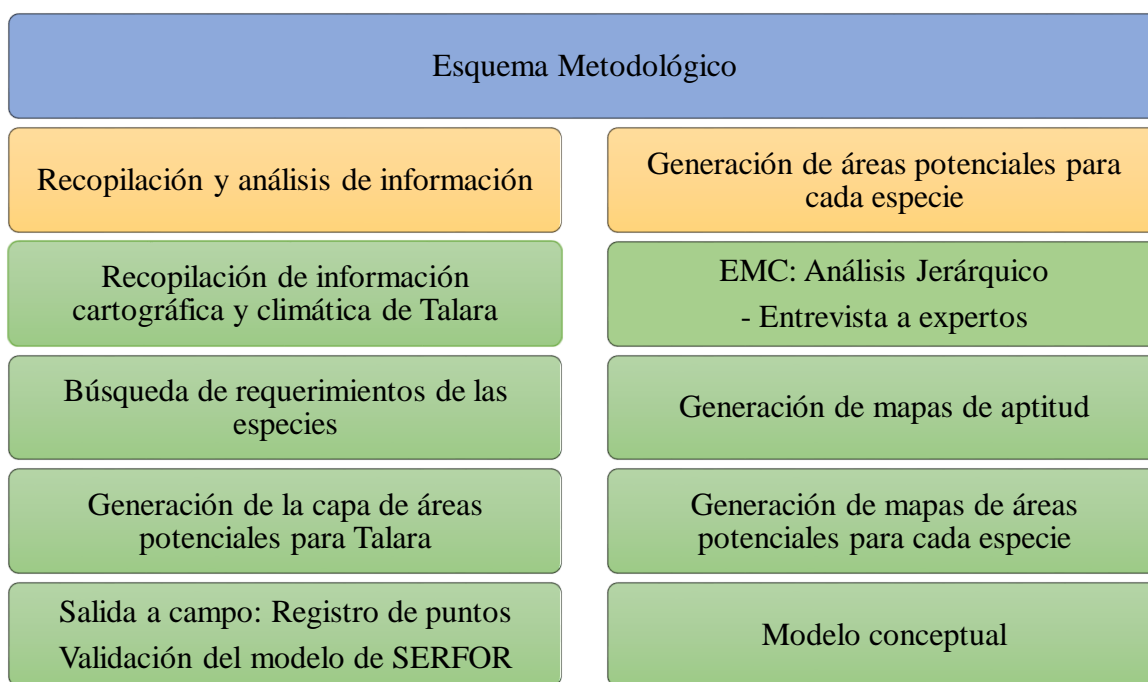 Esquema Metodológico
Recopilación y análisis de información
Recopilación de información
cartográfica y climática de Talara
Búsqueda de requerimientos de las
especies
Generación de la capa de áreas
potenciales para Talara
Salida a campo: Registro de puntos
Validación del modelo de SERFOR
Generación de áreas potenciales para
cada especie
EMC: Análisis Jerárquico
- Entrevista a expertos
Generación de mapas de aptitud
Generación de mapas de áreas
potenciales para cada especie
Modelo conceptual